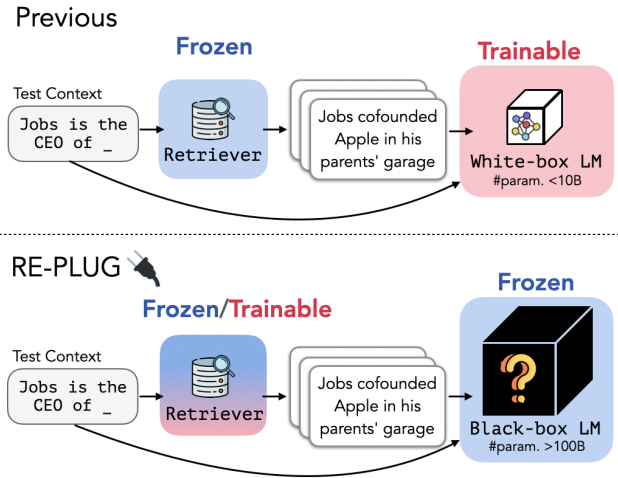 Previous
Frozen
Trainable
Test Context
Jobs is the
CEO of _
Retriever
Jobs cofounded
Apple in his
parents' garage
White-box LM
#param. <10B
RE-PLUG
Frozen/Trainable
Frozen
Test Context
Jobs is the
CEO of _
Retriever
Jobs cofounded
Apple in his
parents' garage
?
Black-box LM
#param. >100B